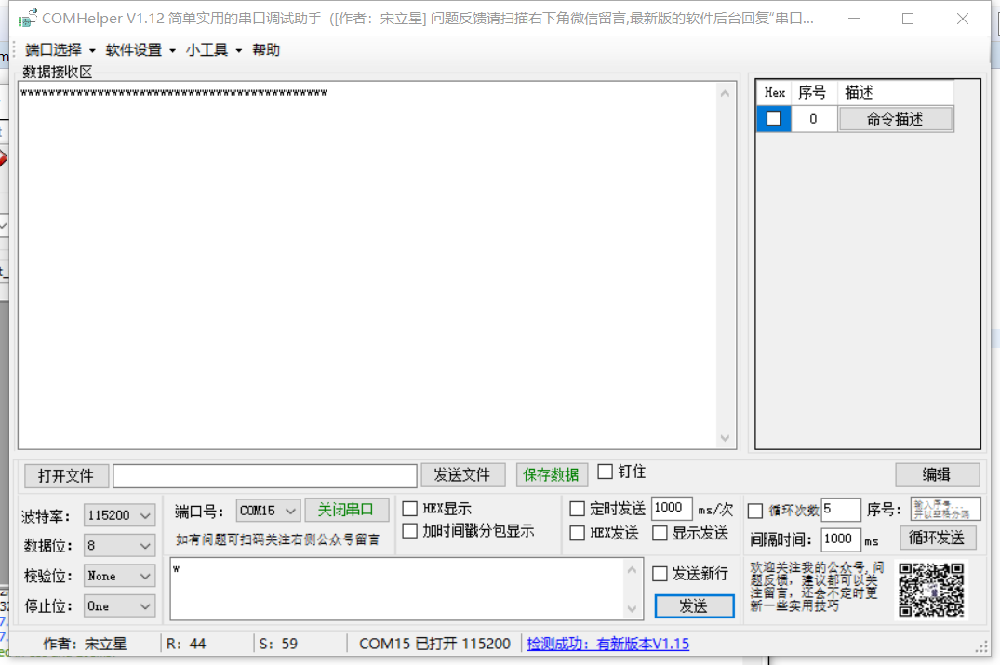 COMHelper V1.12 简单实用的串口调试助手  ([作者：宋立星] 问题反馈请扫描右下角微信留言,最新版的软件后台回复“串口...
端口选择 软件设置 小工具 帮助
数据接收区
wwwwwwwwwwwwwwwwwwwwwwwwwwwwwwwwwwwwwwwwwwww
Hex 序号 描述
0 命令描述
打开文件 发送文件 保存数据 钉住 编辑
波特率： 115200 端口号： COM15 关闭串口 HEX显示 定时发送 1000 ms/次 循环次数 5 序号： 输入序号...
并以空格分隔
数据位： 8 如有问题可扫码关注右侧公众号留言 加时间戳分包显示 HEX发送 显示发送 间隔时间： 1000 ms 循环发送
校验位： None w 发送新行
停止位： One 发送
欢迎关注我的公众号,问
题反馈，建议都可以关
注留言，还会不定时更
新一些实用技巧
作者：宋立星 R: 44 S: 59 COM15 已打开 115200 检测成功：有新版本V1.15